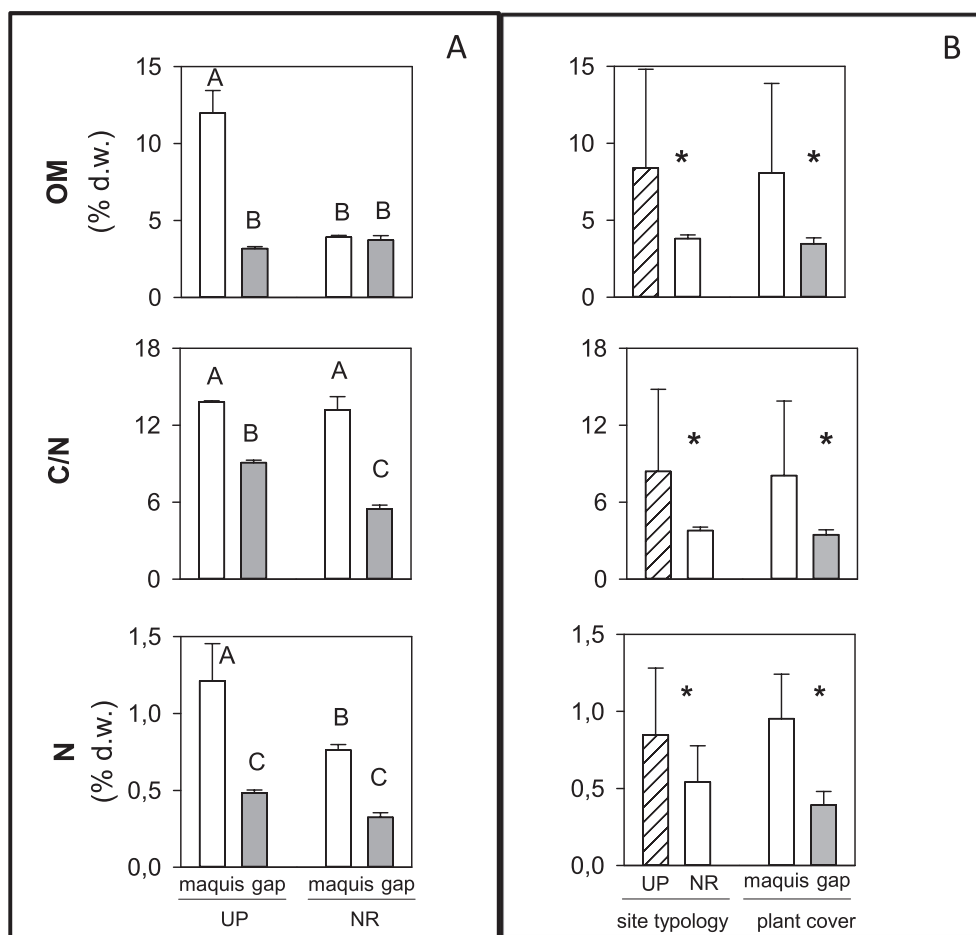 A
B
OM
(% d.w.)
15
10
5
0
A
B
B
B
15
10
5
0
*
*
C/N
18
12
6
0
A
B
A
C
18
12
6
0
*
*
N
(% d.w.)
1,5
1,0
0,5
0,0
A
C
B
C
maquis gap
maquis gap
UP
NR
1,5
1,0
0,5
0,0
*
*
UP
NR
maquis gap
site typology
plant cover